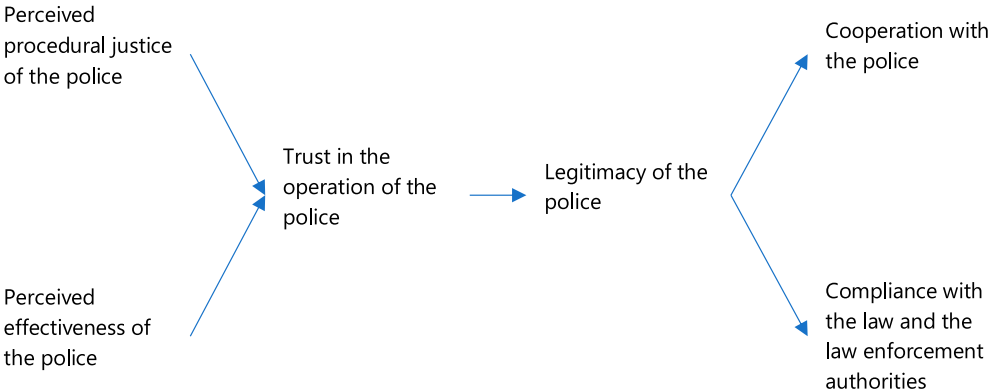 Perceived
procedural justice
of the police
Perceived
effectiveness of
the police
Trust in the
operation of the
police
Legitimacy of the
police
Cooperation with
the police
Compliance with
the law and the
law enforcement
authorities